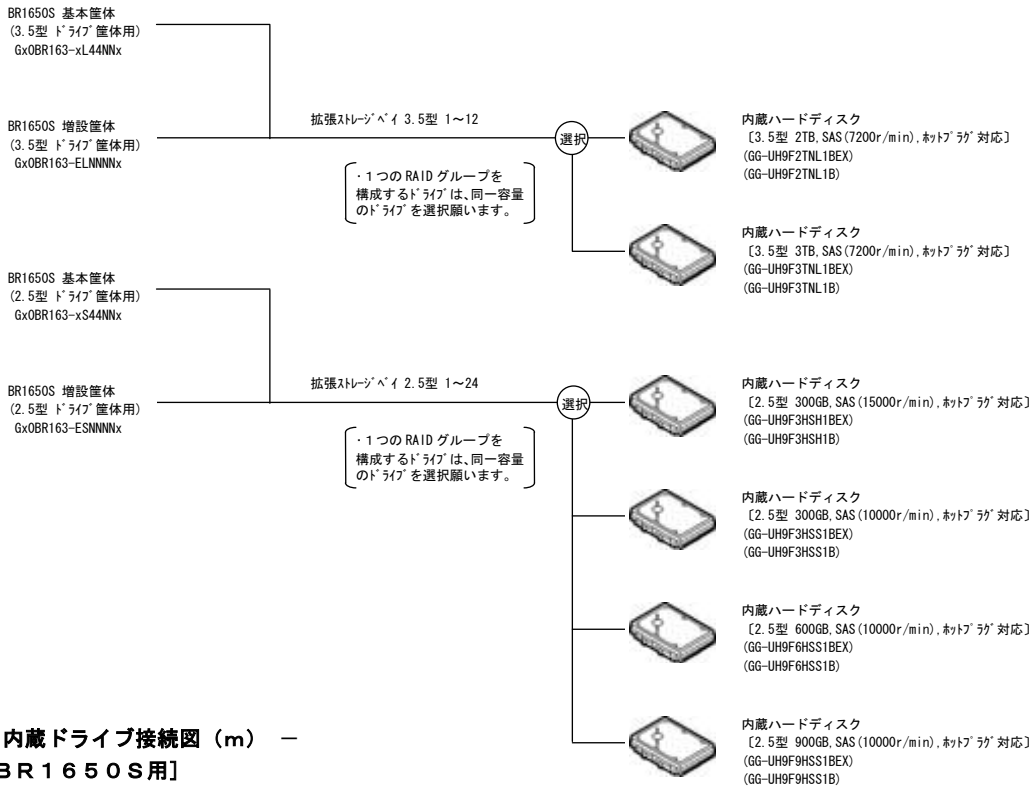 BR1650S 基本筐体
(3.5型 ﾄﾞﾗｲﾌﾞ筐体用)
GxOBR163-xL44NNx
BR1650S 増設筐体
(3.5型 ﾄﾞﾗｲﾌﾞ筐体用)
GxOBR163-ELNNNNx
拡張ｽﾄﾚｰｼﾞﾍﾞｲ 3.5型 1～12
・1つの RAID グループを
構成するﾄﾞﾗｲﾌﾞは、同一容量
のﾄﾞﾗｲﾌﾞを選択願います。
選択
内蔵ハードディスク
〔3.5型 2TB,SAS(7200r/min),ﾎｯﾄﾌﾟﾗｸﾞ対応〕
(GG-UH9F2TNL1BEX)
(GG-UH9F2TNL1B)
内蔵ハードディスク
〔3.5型 3TB,SAS(7200r/min),ﾎｯﾄﾌﾟﾗｸﾞ対応〕
(GG-UH9F3TNL1BEX)
(GG-UH9F3TNL1B)
BR1650S 基本筐体
(2.5型 ﾄﾞﾗｲﾌﾞ筐体用)
GxOBR163-xS44NNx
BR1650S 増設筐体
(2.5型 ﾄﾞﾗｲﾌﾞ筐体用)
GxOBR163-ESNNNNx
拡張ｽﾄﾚｰｼﾞﾍﾞｲ 2.5型 1～24
・1つの RAID グループを
構成するﾄﾞﾗｲﾌﾞは、同一容量
のﾄﾞﾗｲﾌﾞを選択願います。
選択
内蔵ハードディスク
〔2.5型 300GB,SAS(15000r/min),ﾎｯﾄﾌﾟﾗｸﾞ対応〕
(GG-UH9F3HSH1BEX)
(GG-UH9F3HSH1B)
内蔵ハードディスク
〔2.5型 300GB,SAS(10000r/min),ﾎｯﾄﾌﾟﾗｸﾞ対応〕
(GG-UH9F3HSS1BEX)
(GG-UH9F3HSS1B)
内蔵ハードディスク
〔2.5型 600GB,SAS(10000r/min),ﾎｯﾄﾌﾟﾗｸﾞ対応〕
(GG-UH9F6HSS1BEX)
(GG-UH9F6HSS1B)
内蔵ハードディスク
〔2.5型 900GB,SAS(10000r/min),ﾎｯﾄﾌﾟﾗｸﾞ対応〕
(GG-UH9F9HSS1BEX)
(GG-UH9F9HSS1B)
内蔵ドライブ接続図（m） －
BR1650S用]